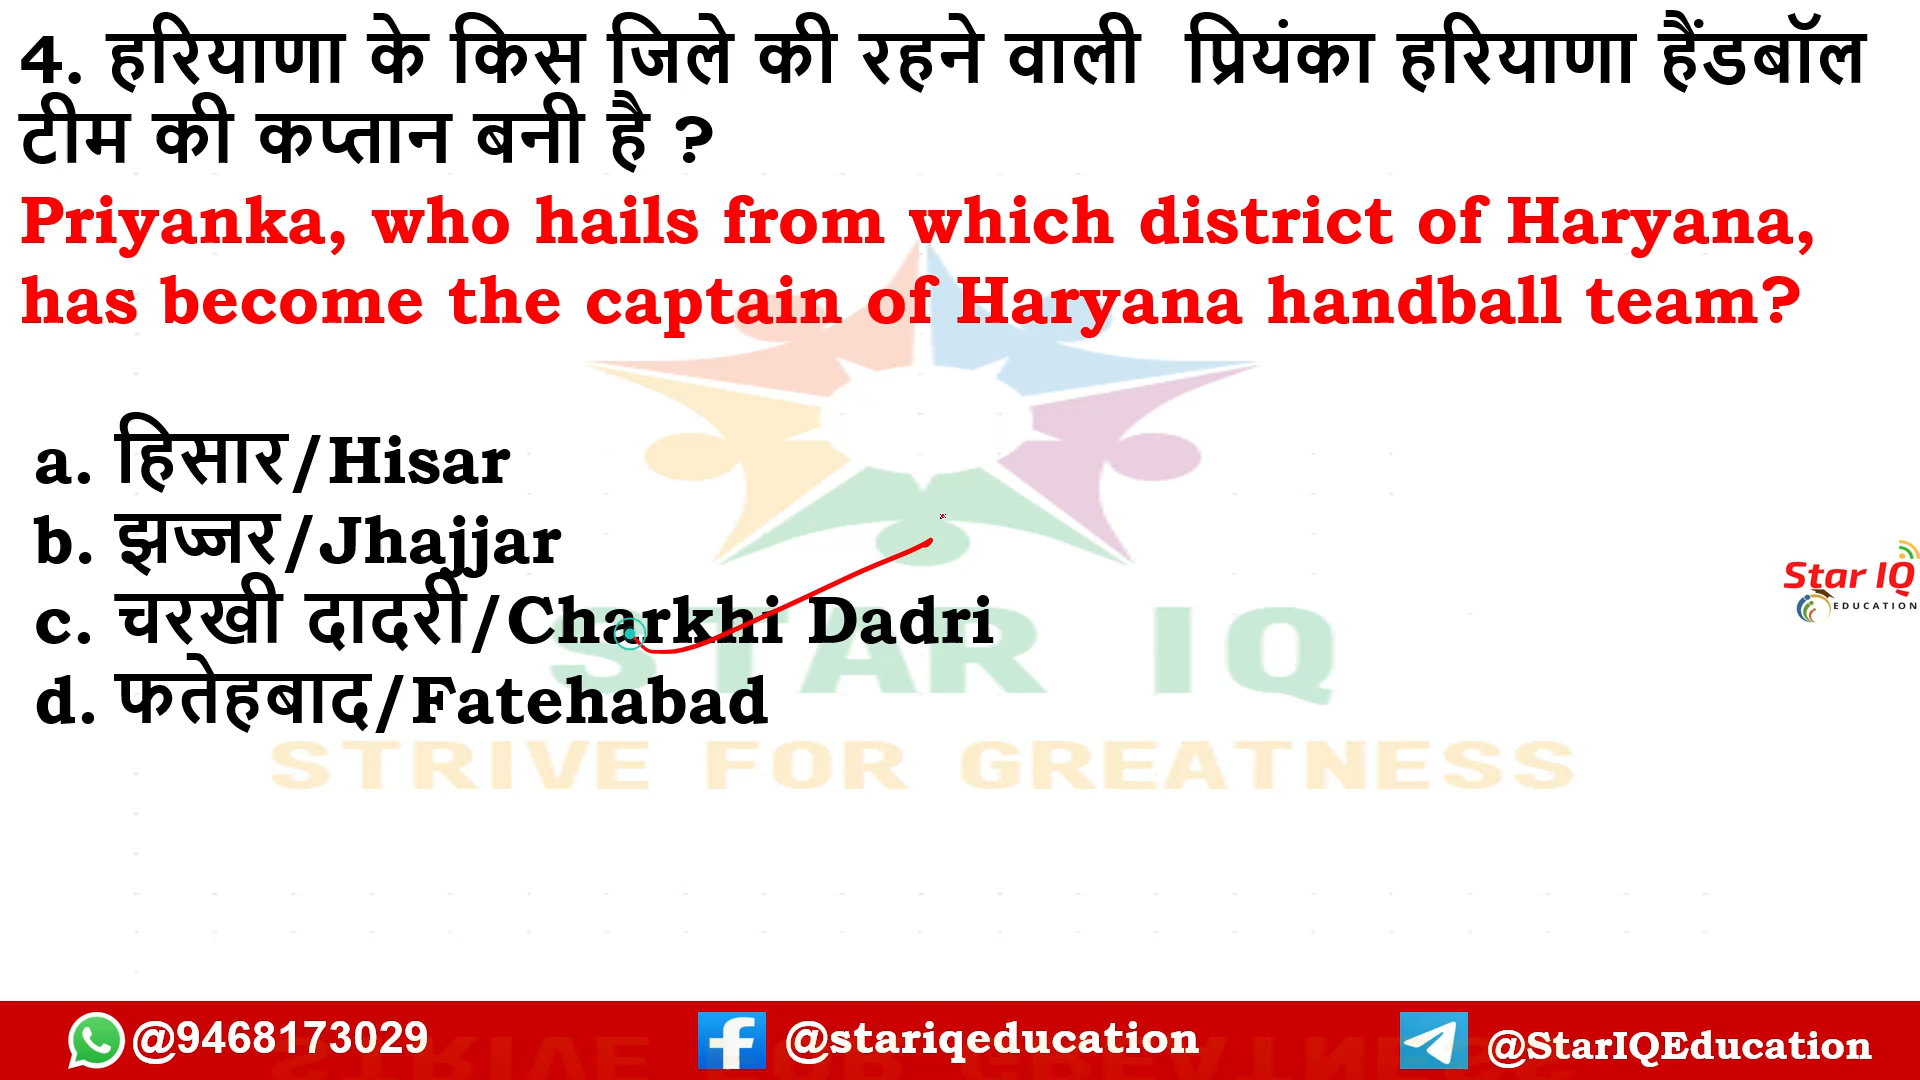 4. हरियाणा के किस जिले की रहने वाली प्रियंका हरियाणा हैंडबॉल
टीम की कप्तान बनी है ?
Priyanka, who hails from which district of Haryana,
has become the captain of Haryana handball team?
a. हिसार/Hisar
b. झज्जर/Jhajjar
c. चरखी दादरी/Charkhi Dadri
d. फतेहबाद/Fatehabad
STAR IQ
STRIVE FOR GREATNESS
Star IQ
EDUCATION
@9468173029
@stariqeducation
@StarIQEducation